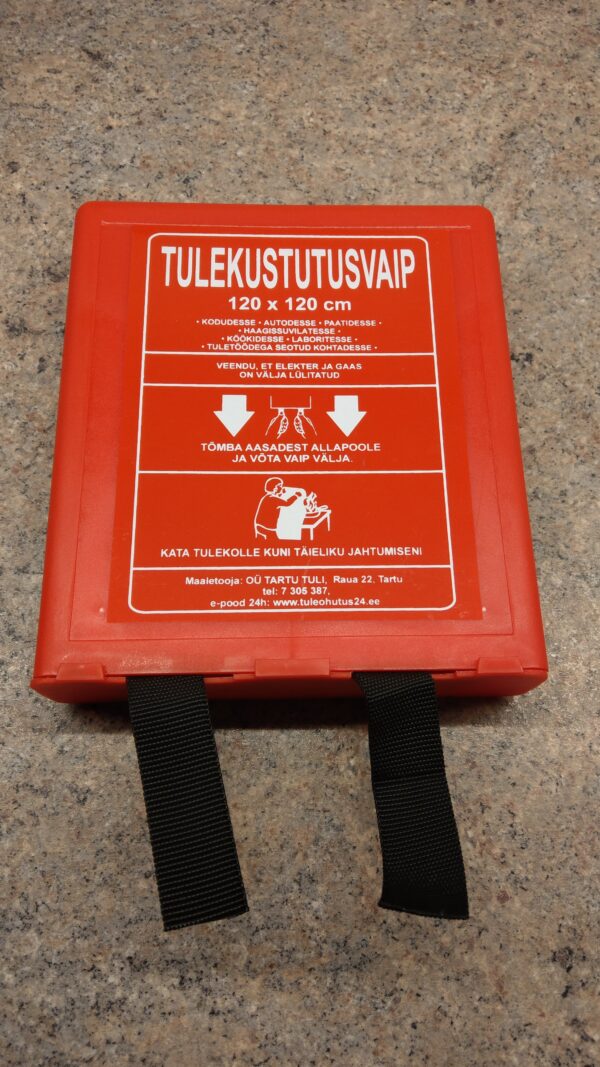 TULEKUSTUTUSVAIP
120 x 120 cm
• KODUDESSE • AUTODESSE • PAATIDESSE •
• HAAGISSUVILATESSE •
• KÖÖKIDESSE • LABORITESSE •
• TULETÖÖDEGA SEOTUD KOHTADESSE •
VEENDU, ET ELEKTER JA GAAS
ON VÄLJA LÜLITATUD
TÕMBA AASADEST ALLAPOOLE
JA VÕTA VAIP VÄLJA.
KATA TULEKOLLE KUNI TÄIELIKU JAHTUMISENI
Maaletooja: OÜ TARTU TULI, Raua 22, Tartu
tel: 7 305 387,
e-pood 24h: www.tuleohutus24.ee